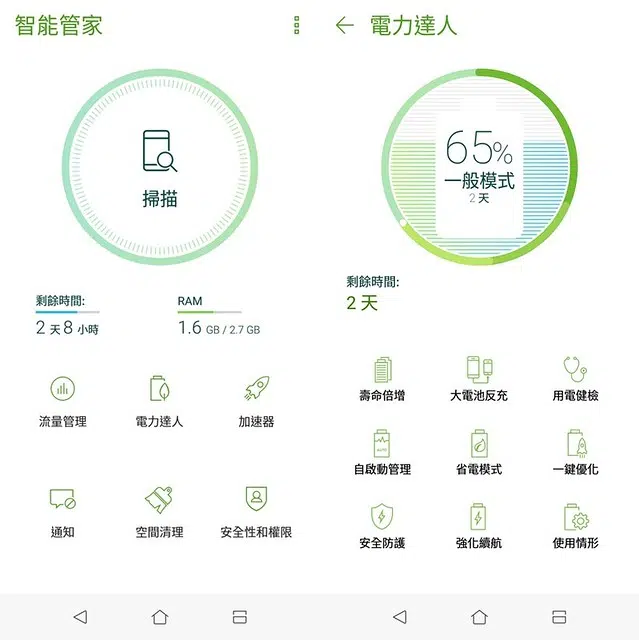 智能管家
掃描
剩餘時間:
2 天 8 小時
RAM
1.6 GB / 2.7 GB
流量管理
電力達人
加速器
通知
空間清理
安全性和權限
電力達人
65%
一般模式
2 天
剩餘時間:
2 天
壽命倍增
大電池反充
用電健檢
AUTO
自啟動管理
省電模式
一鍵優化
安全防護
強化續航
使用情形